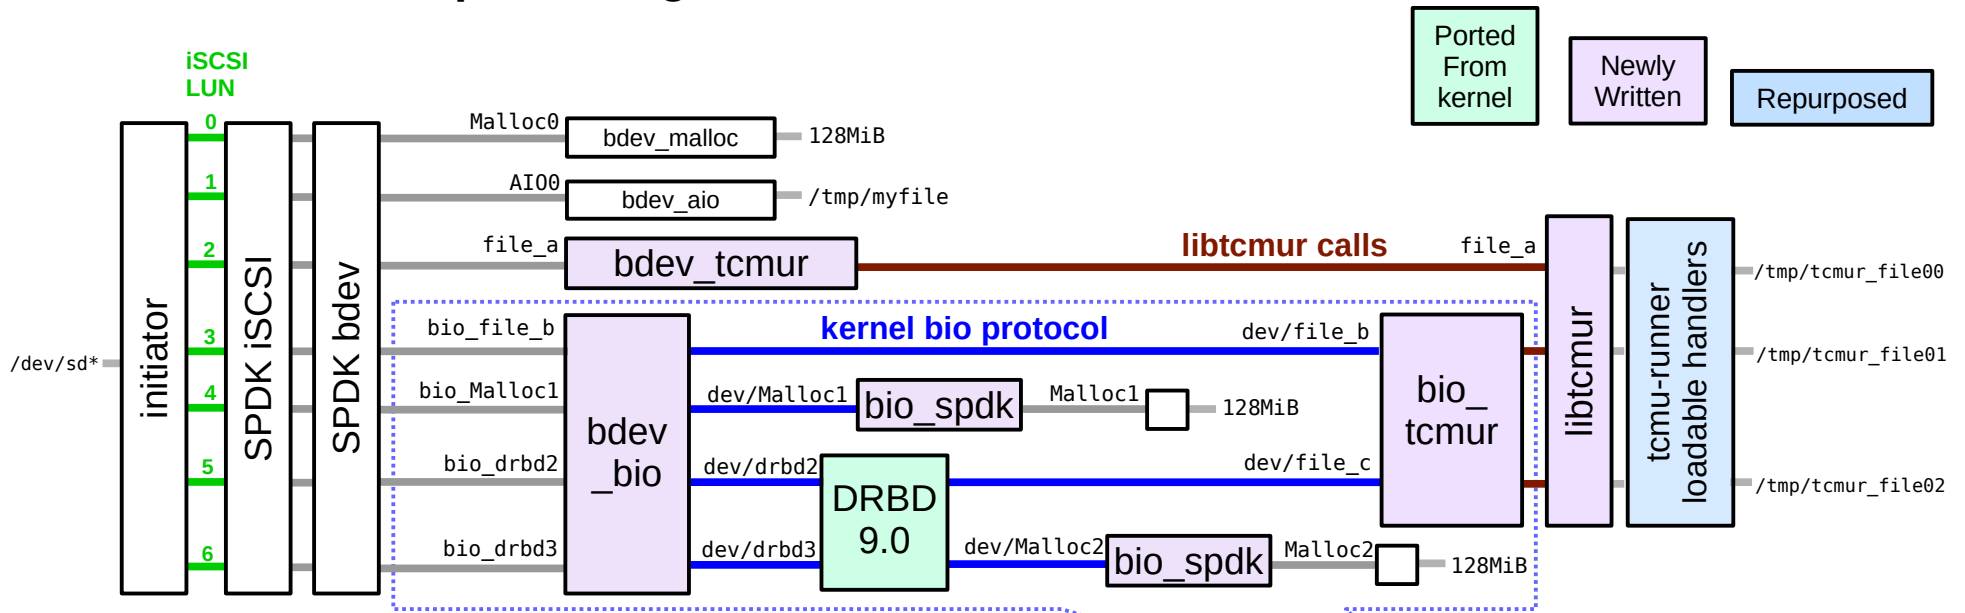 Ported
From
kernel
Newly
Written
Repurposed
iSCSI
LUN
0
1
2
3
4
5
6
/dev/sd*
initiator
SPDK iSCSI
SPDK bdev
Malloc0
bdev_malloc
128MiB
AIO0
bdev_aio
/tmp/myfile
file_a
bdev_tcmur
libtcmur calls
file_a
bio_file_b
kernel bio protocol
dev/file_b
bio_Malloc1
dev/Malloc1
bio_spdk
Malloc1
128MiB
bdev
_bio
bio_
tcmur
bio_drbd2
dev/drbd2
DRBD
9.0
dev/file_c
bio_drbd3
dev/drbd3
dev/Malloc2
bio_spdk
Malloc2
128MiB
libtcmur
tcmu-runner
loadable handlers
/tmp/tcmur_file00
/tmp/tcmur_file01
/tmp/tcmur_file02